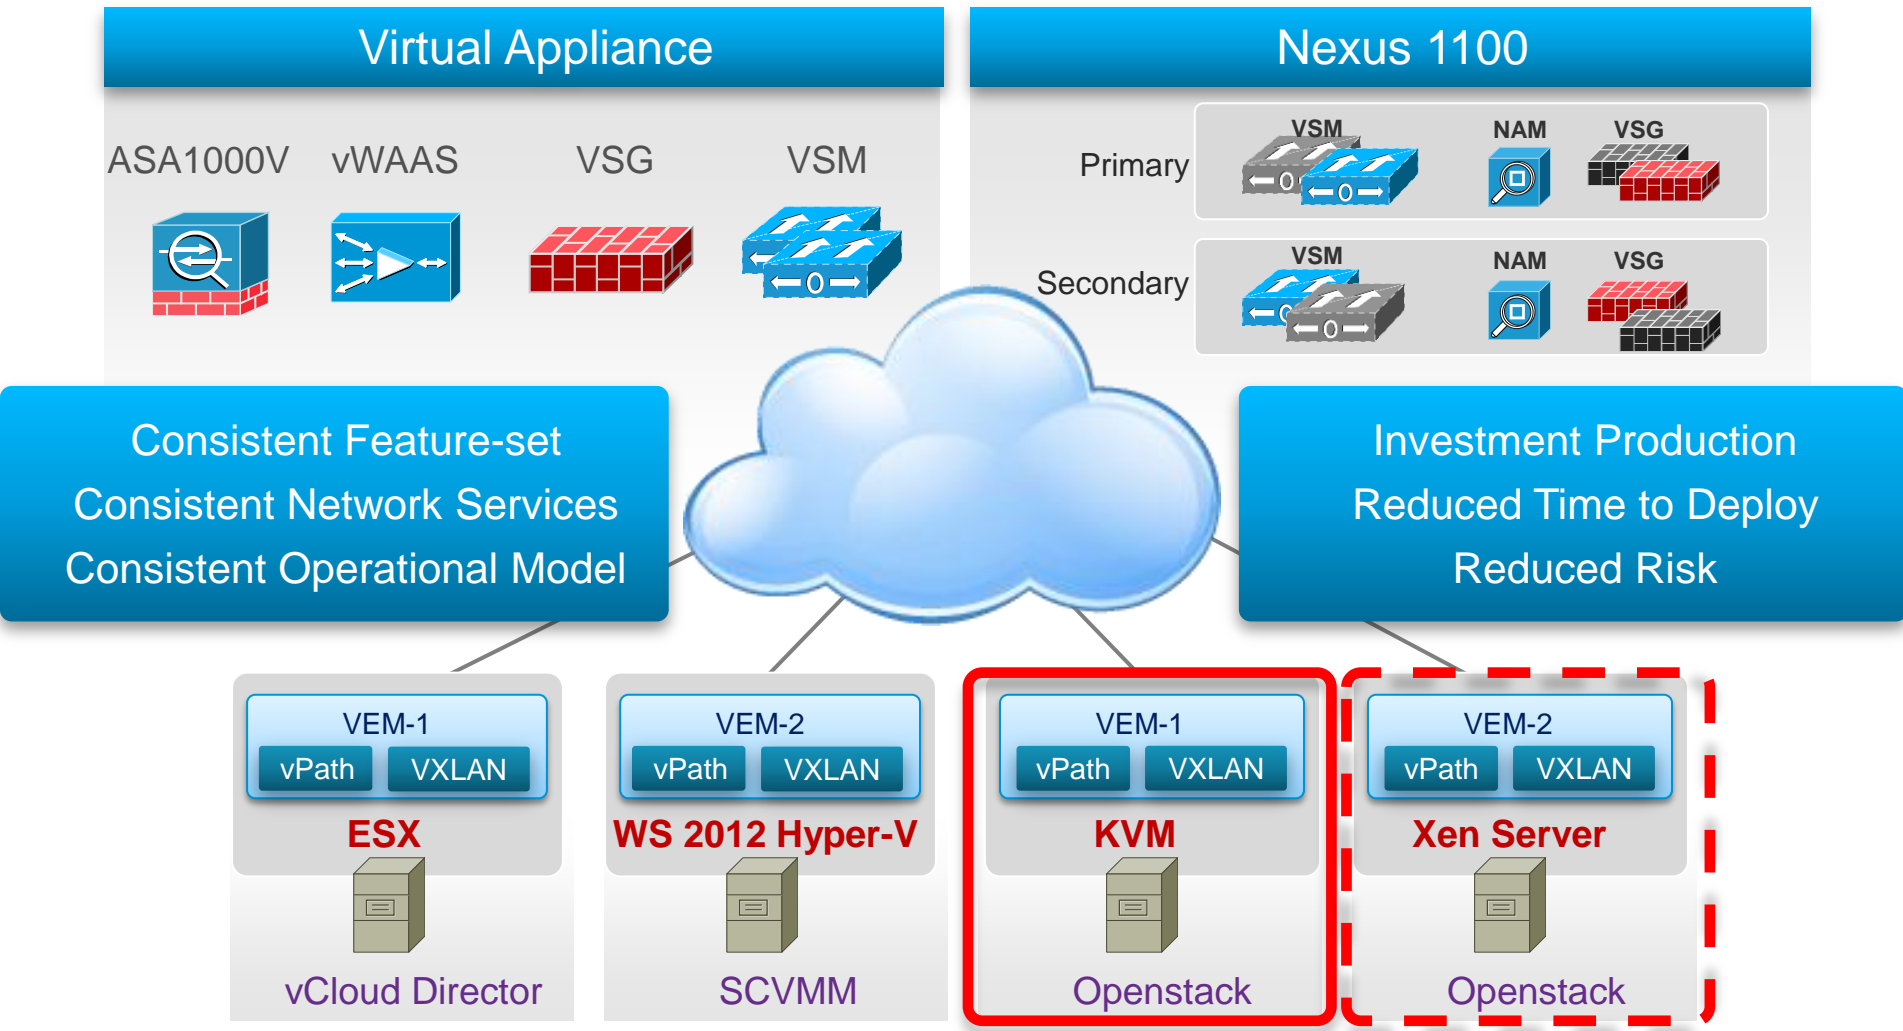 Virtual Appliance
Nexus 1100
ASA1000V vWAAS VSG VSM
Primary
VSM NAM VSG
Secondary
VSM NAM VSG
Consistent Feature-set
Consistent Network Services
Consistent Operational Model
Investment Production
Reduced Time to Deploy
Reduced Risk
VEM-1
vPath VXLAN
ESX
vCloud Director
VEM-2
vPath VXLAN
WS 2012 Hyper-V
SCVMM
VEM-1
vPath VXLAN
KVM
Openstack
VEM-2
vPath VXLAN
Xen Server
Openstack